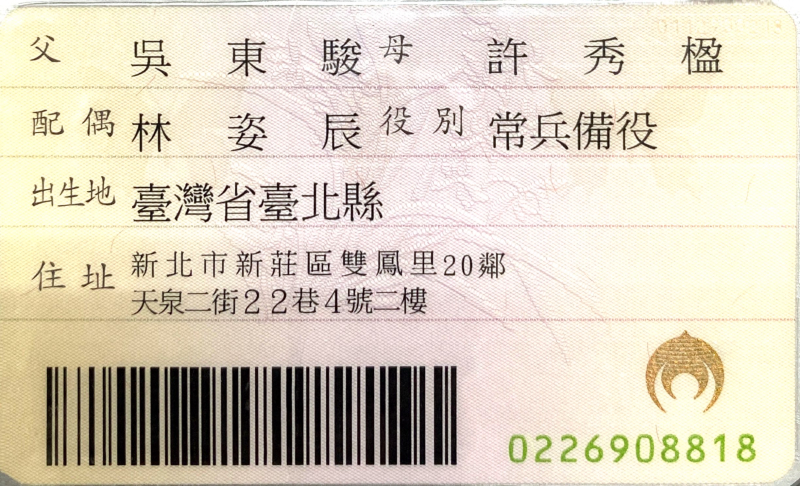 父 吳東駿 母 許秀楹
配偶 林姿辰 役別 常兵備役
出生地 臺灣省臺北縣
住址 新北市新莊區雙鳳里20鄰
天泉二街22巷4號二樓
0226908818